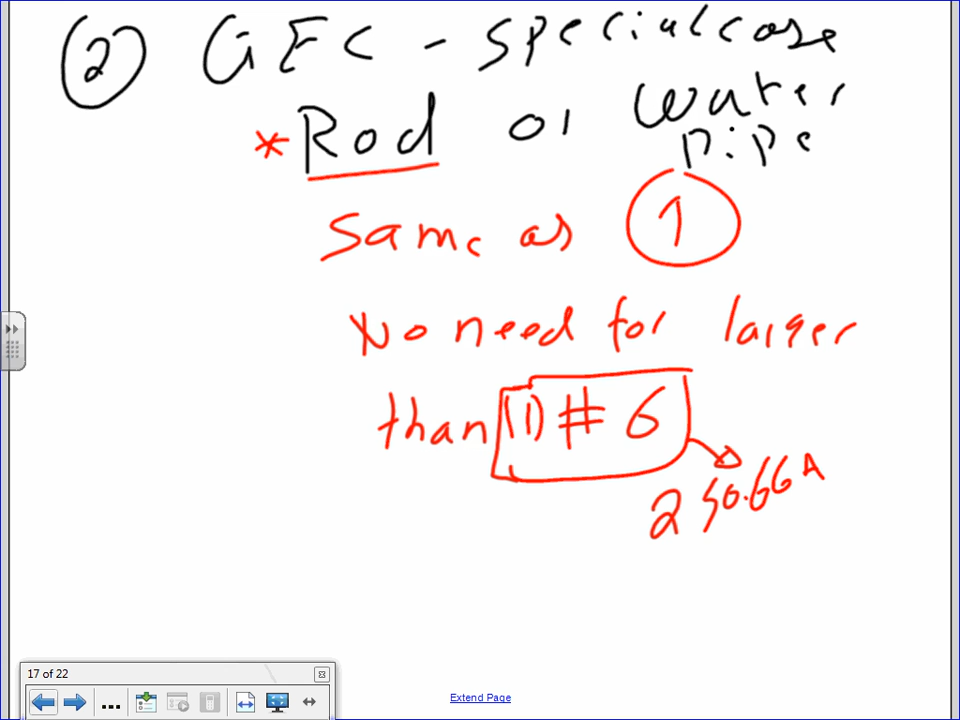 ② GEC - special case
* Rod or water pipe
same as ①
No need for larger
than (1) # 6
250.66 A
17 of 22
...
Extend Page